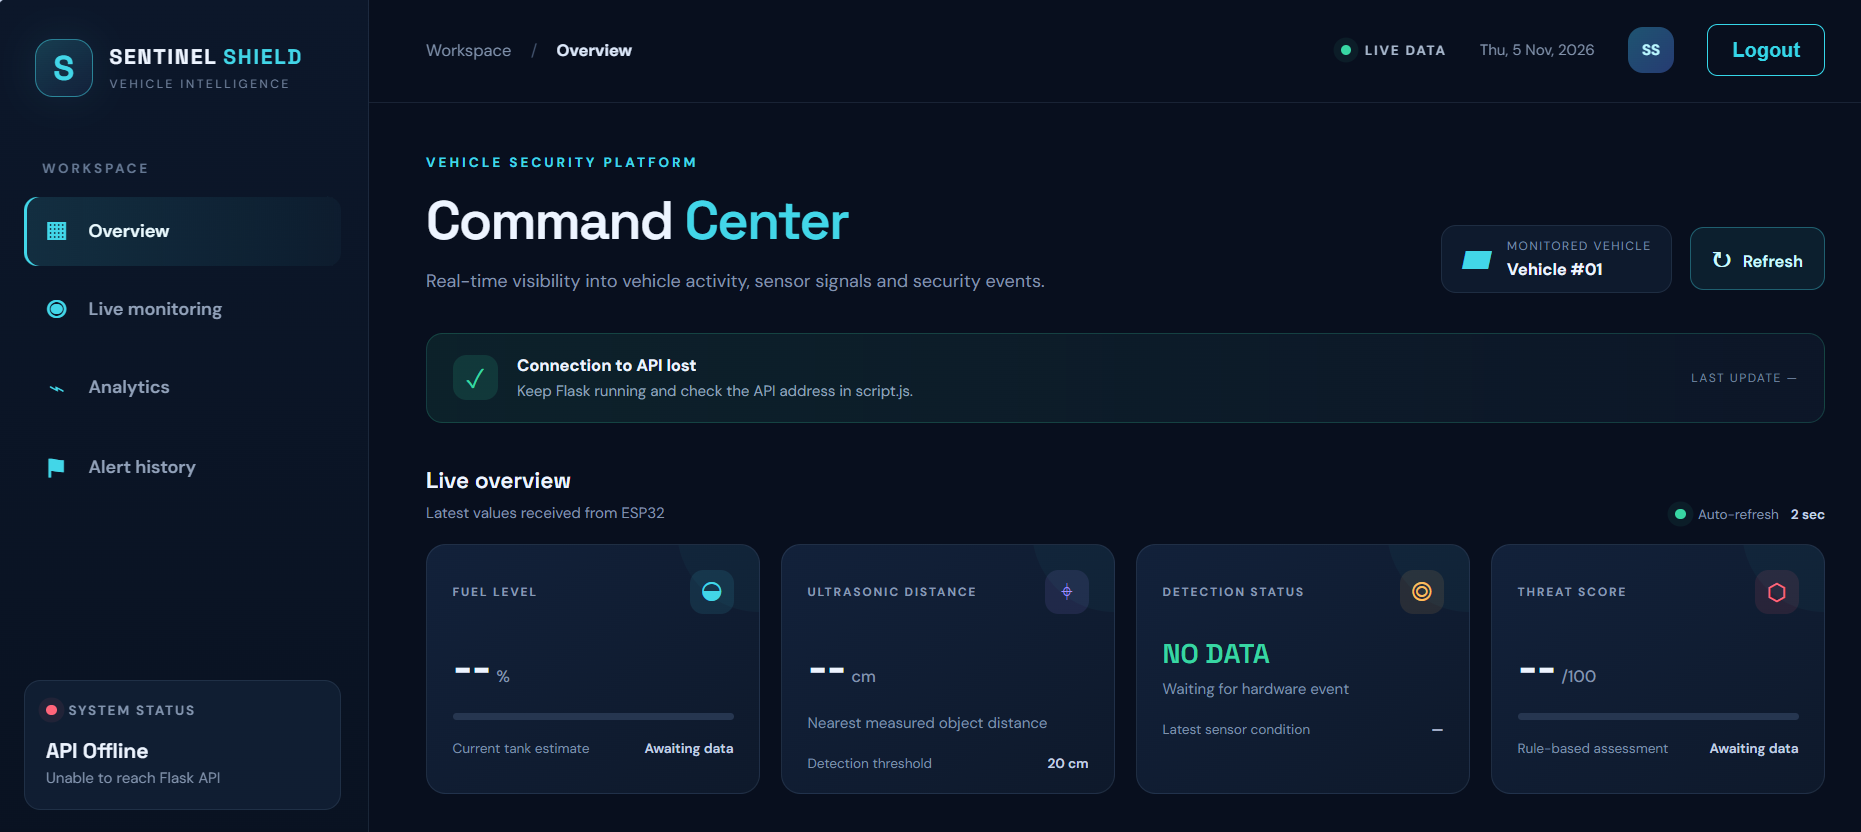 S
SENTINEL SHIELD
VEHICLE INTELLIGENCE
WORKSPACE
Overview
Live monitoring
Analytics
Alert history
SYSTEM STATUS
API Offline
Unable to reach Flask API
Workspace / Overview
LIVE DATA
Thu, 5 Nov, 2026
SS
Logout
VEHICLE SECURITY PLATFORM
Command Center
Real-time visibility into vehicle activity, sensor signals and security events.
MONITORED VEHICLE
Vehicle #01
↻ Refresh
✓
Connection to API lost
Keep Flask running and check the API address in script.js.
LAST UPDATE —
Live overview
Latest values received from ESP32
Auto-refresh 2 sec
FUEL LEVEL
-- %
Current tank estimate Awaiting data
ULTRASONIC DISTANCE
-- cm
Nearest measured object distance
Detection threshold 20 cm
DETECTION STATUS
NO DATA
Waiting for hardware event
Latest sensor condition —
THREAT SCORE
-- /100
Rule-based assessment Awaiting data